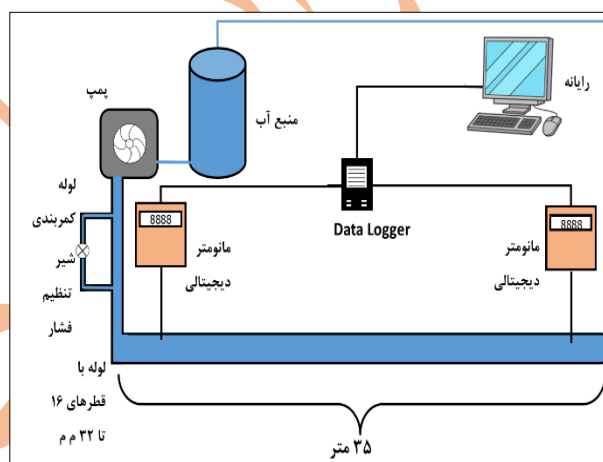 رایانه
پمپ
منبع آب
لوله
کمربندی
شیر
تنظیم
فشار
8888
مانومتر
دیجیتالی
Data Logger
8888
مانومتر
دیجیتالی
لوله با
قطرهای ۱۶
تا ۳۲ م م
۳۵ متر